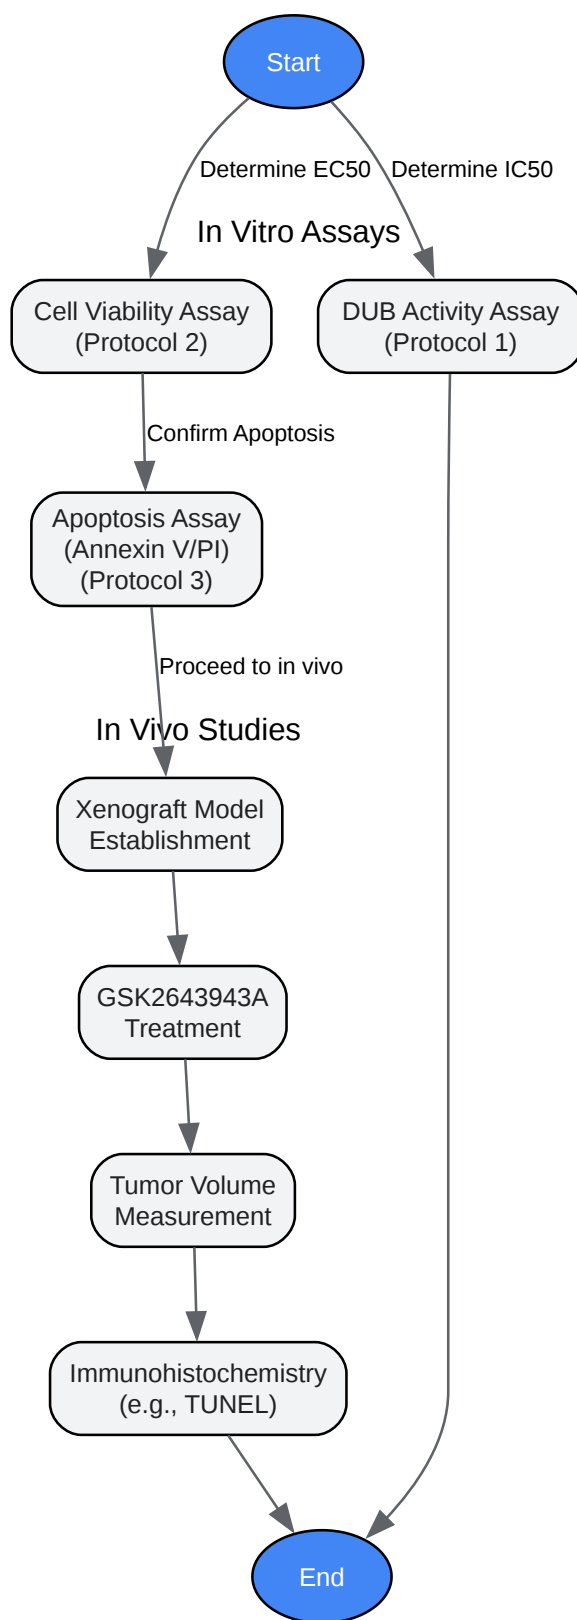 Start
Determine EC50
Determine IC50
In Vitro Assays
Cell Viability Assay
(Protocol 2)
DUB Activity Assay
(Protocol 1)
Confirm Apoptosis
Apoptosis Assay
(Annexin V/PI)
(Protocol 3)
Proceed to in vivo
In Vivo Studies
Xenograft Model
Establishment
GSK2643943A
Treatment
Tumor Volume
Measurement
Immunohistochemistry
(e.g., TUNEL)
End